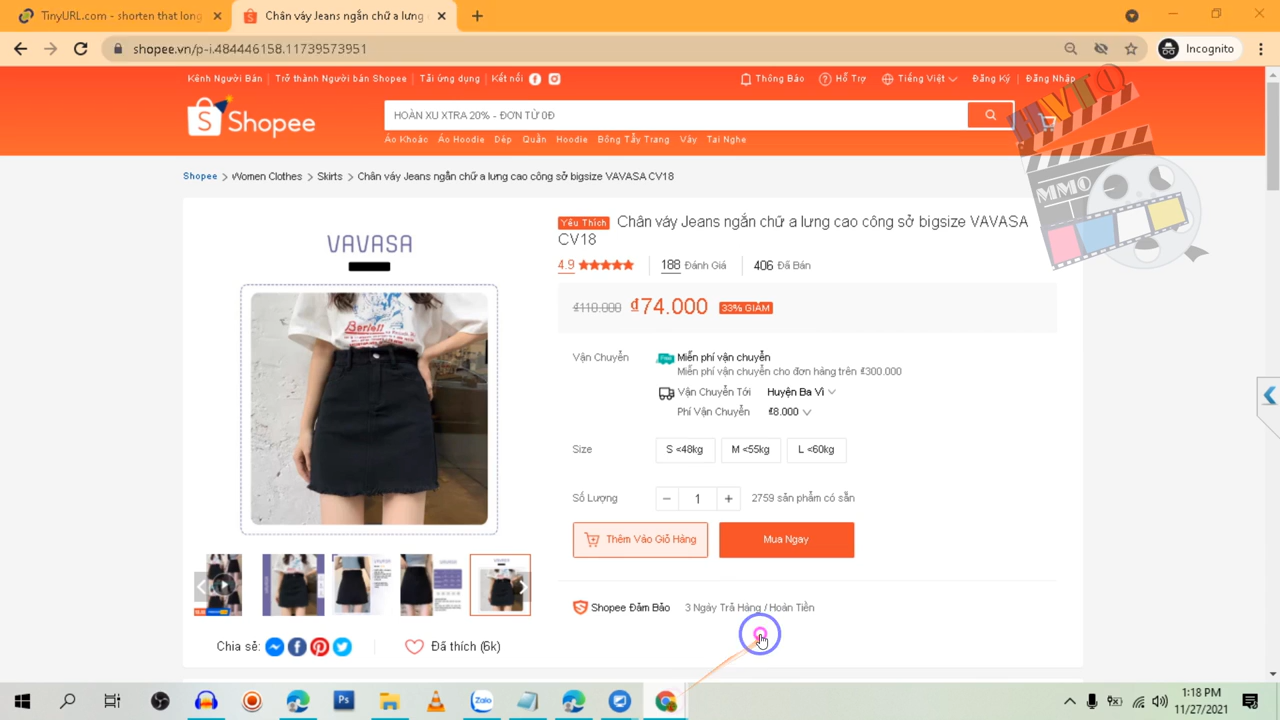 TinyURL.com - shorten that long
Chân váy Jeans ngắn chữ a lưng
shopee.vn/p-i.484446158.11739573951
Incognito
Kênh Người Bán
Trở thành Người bán Shopee
Tải ứng dụng
Kết nối
Thông Báo
Hỗ Trợ
Tiếng Việt
Đăng Ký
Đăng Nhập
Shopee
HOÀN XU XTRA 20% - ĐƠN TỪ 0Đ
Áo Khoác
Áo Hoodie
Dép
Quần
Hoodie
Bông Tẩy Trang
Váy
Tai Nghe
MMO
Shopee > Women Clothes > Skirts > Chân váy Jeans ngắn chữ a lưng cao công sở bigsize VAVASA CV18
VAVASA
Yêu Thích Chân váy Jeans ngắn chữ a lưng cao công sở bigsize VAVASA
CV18
4.9
188 Đánh Giá
406 Đã Bán
₫110.000 ₫74.000 33% GIẢM
Vận Chuyển
Miễn phí vận chuyển
Miễn phí vận chuyển cho đơn hàng trên ₫300.000
Vận Chuyển Tới Huyện Ba Vì
Phí Vận Chuyển ₫8.000
Size
S <48kg
M <55kg
L <60kg
Số Lượng
1
2759 sản phẩm có sẵn
Thêm Vào Giỏ Hàng
Mua Ngay
Shopee Đảm Bảo
3 Ngày Trả Hàng / Hoàn Tiền
Chia sẻ:
Đã thích (6k)
Zalo
1:18 PM
11/27/2021